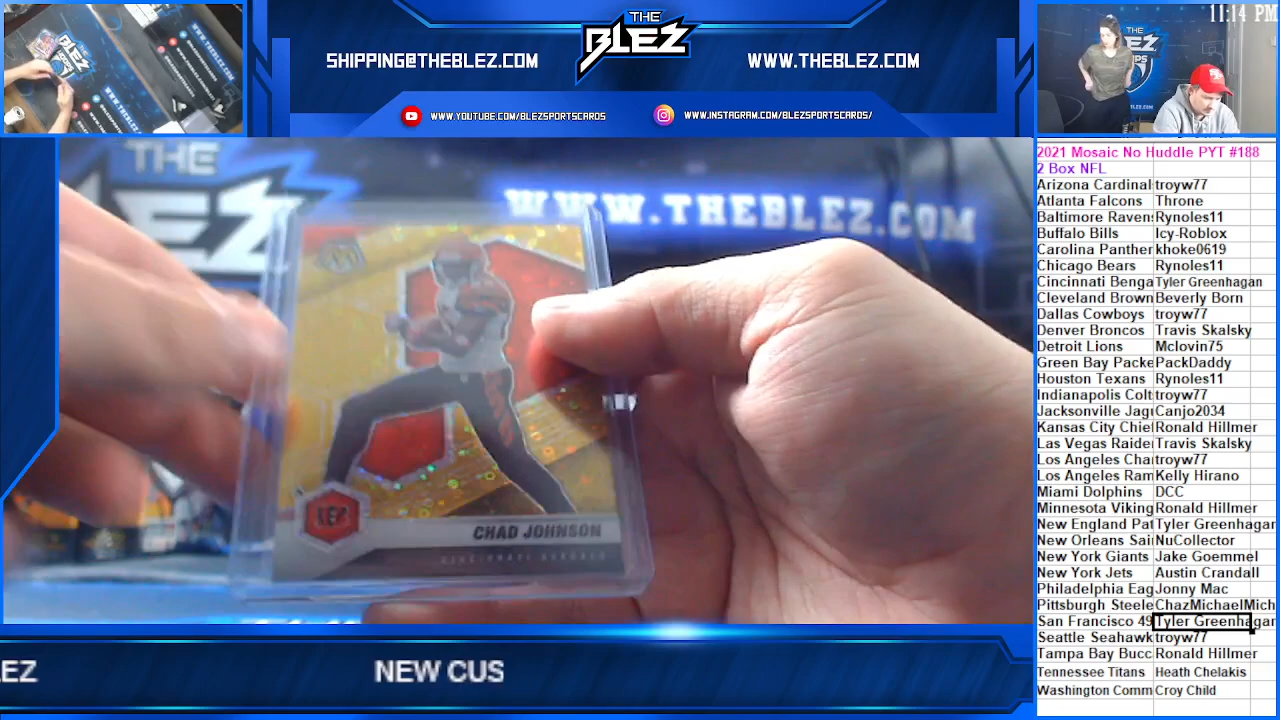 THE
BLEZ
SHIPPING@THEBLEZ.COM
WWW.THEBLEZ.COM
WWW.YOUTUBE.COM/BLEZSPORTSCARDS
WWW.INSTAGRAM.COM/BLEZSPORTSCARDS/
11:14 PM
THE
WWW.THEBLEZ.COM
CHAD JOHNSON
CINCINNATI BENGALS
2021 Mosaic No Huddle PYT #188
2 Box NFL
Arizona Cardinal troyw77
Atlanta Falcons Throne
Baltimore Raven Rynoles11
Buffalo Bills Icy-Roblox
Carolina Panther khoke0619
Chicago Bears Rynoles11
Cincinnati Benga Tyler Greenhagan
Cleveland Brown Beverly Born
Dallas Cowboys troyw77
Denver Broncos Travis Skalsky
Detroit Lions Mclovin75
Green Bay Packe PackDaddy
Houston Texans Rynoles11
Indianapolis Colt troyw77
Jacksonville Jag Canjo2034
Kansas City Chief Ronald Hillmer
Las Vegas Raide Travis Skalsky
Los Angeles Cha troyw77
Los Angeles Ram Kelly Hirano
Miami Dolphins DCC
Minnesota Viking Ronald Hillmer
New England Pat Tyler Greenhagan
New Orleans Sai NuCollector
New York Giants Jake Goemmel
New York Jets Austin Crandall
Philadelphia Eag Jonny Mac
Pittsburgh Steele ChazMichaelMich
San Francisco 49 Tyler Greenhagan
Seattle Seahawk troyw77
Tampa Bay Bucc Ronald Hillmer
Tennessee Titans Heath Chelakis
Washington Comm Croy Child
EZ
NEW CUS